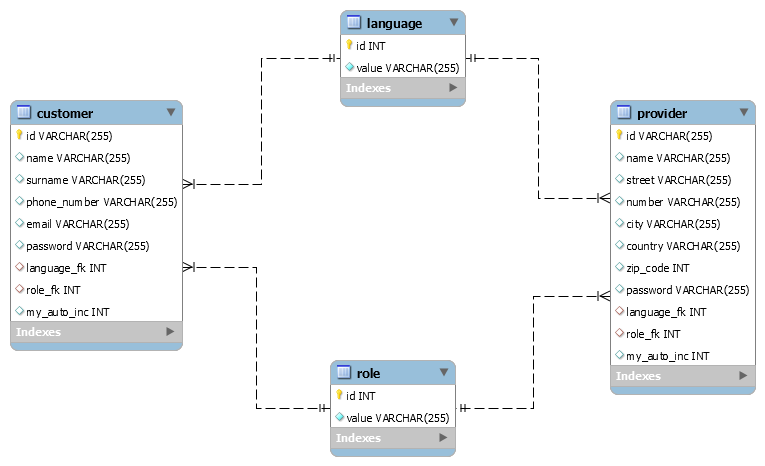 language
id INT
value VARCHAR(255)
Indexes
customer
id VARCHAR(255)
name VARCHAR(255)
surname VARCHAR(255)
phone_number VARCHAR(255)
email VARCHAR(255)
password VARCHAR(255)
language_fk INT
role_fk INT
my_auto_inc INT
Indexes
provider
id VARCHAR(255)
name VARCHAR(255)
street VARCHAR(255)
number VARCHAR(255)
city VARCHAR(255)
country VARCHAR(255)
zip_code INT
password VARCHAR(255)
language_fk INT
role_fk INT
my_auto_inc INT
Indexes
role
id INT
value VARCHAR(255)
Indexes